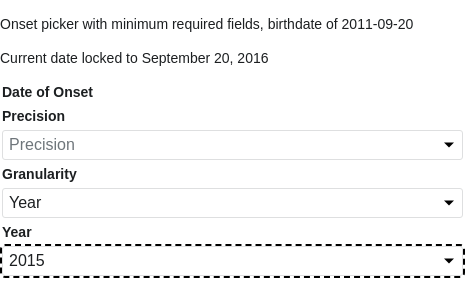 Onset picker with minimum required fields, birthdate of 2011-09-20
Current date locked to September 20, 2016
Date of Onset
Precision
Precision
Granularity
Year
Year
2015